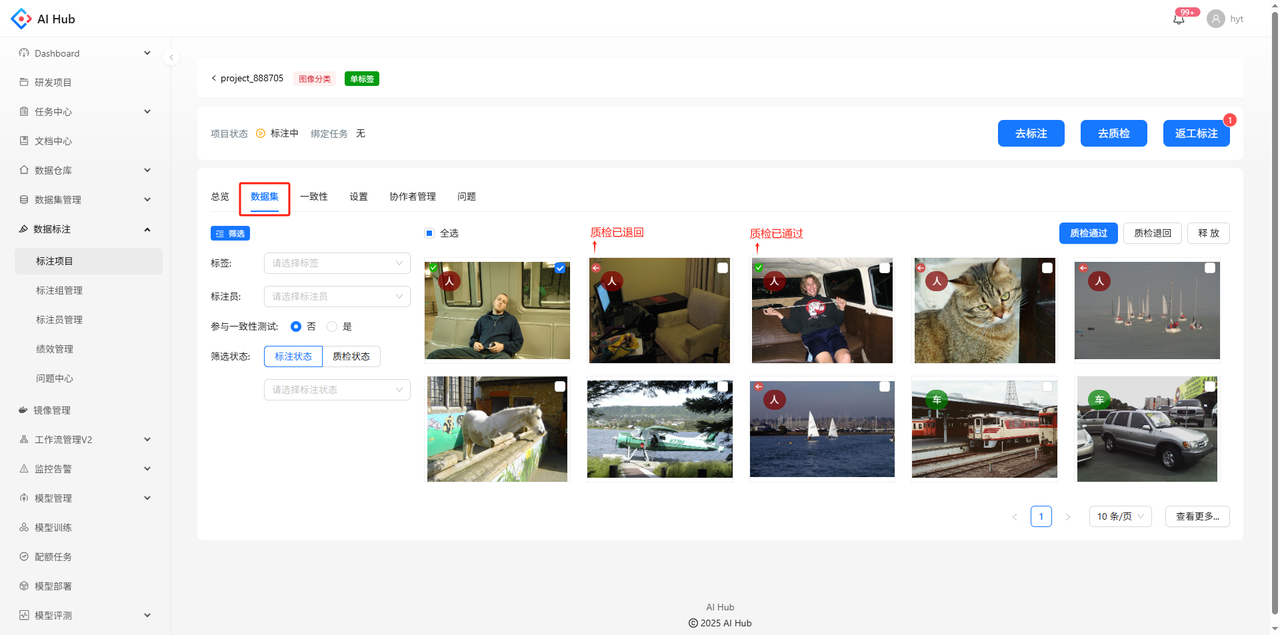 AI Hub
99+
hyt
Dashboard
研发项目
任务中心
文档中心
数据仓库
数据集管理
数据标注
标注项目
标注组管理
标注员管理
绩效管理
问题中心
镜像管理
工作流管理V2
监控告警
模型管理
模型训练
配额任务
模型部署
模型评测
project_888705 图像分类 单标签
项目状态 标注中 绑定任务 无
去标注 去质检 返工标注 1
总览 数据集 一致性 设置 协作者管理 问题
筛选
标签: 请选择标签
标注员: 请选择标注员
参与一致性测试: 否 是
筛选状态: 标注状态 质检状态
请选择标注状态
全选 质检已退回 质检已通过 质检通过 质检退回 释 放
人 人 人 人 人
人 车 车
1 10 条/页 查看更多...
AI Hub
© 2025 AI Hub